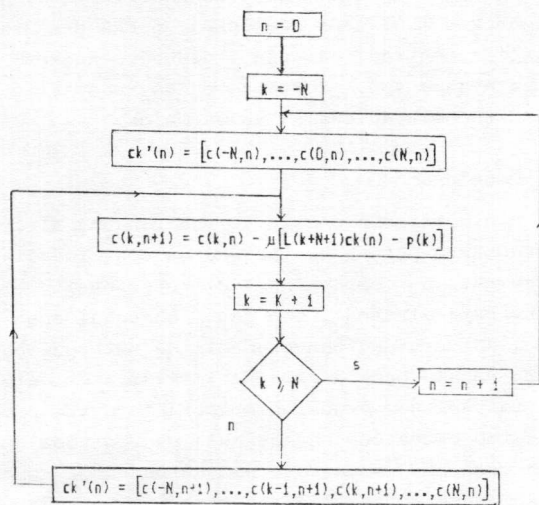 n = 0
k = -N
ck'(n) = [c(-N,n),...,c(0,n),...,c(N,n)]
c(k,n+1) = c(k,n) - μ[L(k+N+1)ck(n) - p(k)]
k = K + 1
k ⟩, N
s
n = n + 1
n
ck'(n) = [c(-N,n+1),...,c(k-1,n+1),c(k,n+1),...,c(N,n)]